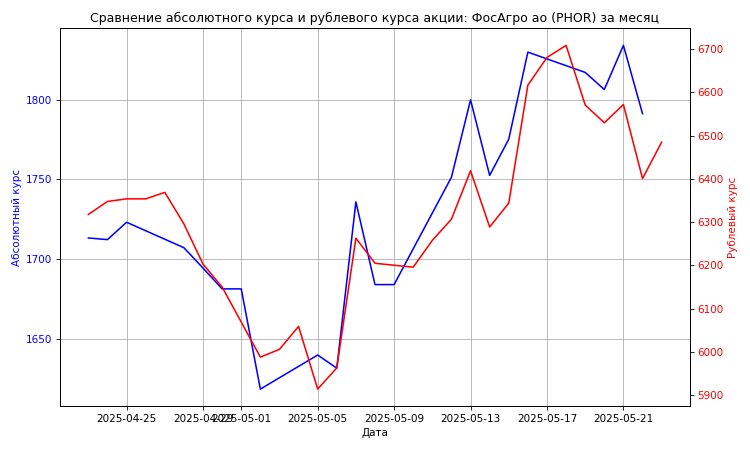 Сравнение абсолютного курса и рублевого курса акции: ФосАгро ао (PHOR) за месяц
Абсолютный курс
1800
1750
1700
1650
6700
6600
6500
6400
6300
6200
6100
6000
5900
Рублевый курс
2025-04-25 2025-04-29 2025-05-01 2025-05-05 2025-05-09 2025-05-13 2025-05-17 2025-05-21
Дата